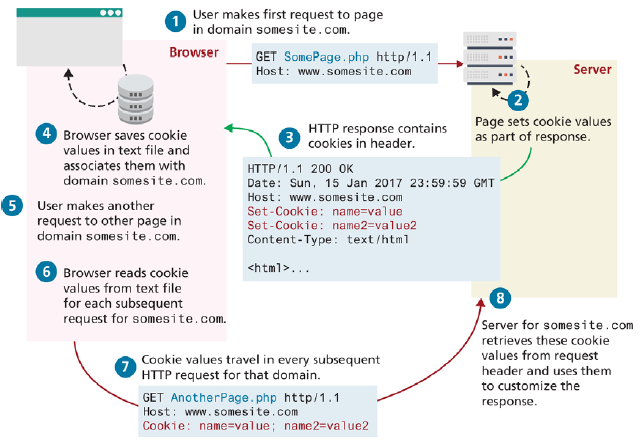 1 User makes first request to page
in domain somesite.com.
Browser
GET SomePage.php http/1.1
Host: www.somesite.com
Server
2
Page sets cookie values
as part of response.
3 HTTP response contains
cookies in header.
HTTP/1.1 200 OK
Date: Sun, 15 Jan 2017 23:59:59 GMT
Host: www.somesite.com
Set-Cookie: name=value
Set-Cookie: name2=value2
Content-Type: text/html
<html>...
4 Browser saves cookie
values in text file and
associates them with
domain somesite.com.
5 User makes another
request to other page in
domain somesite.com.
6 Browser reads cookie
values from text file
for each subsequent
request for somesite.com.
7 Cookie values travel in every subsequent
HTTP request for that domain.
GET AnotherPage.php http/1.1
Host: www.somesite.com
Cookie: name=value; name2=value2
8
Server for somesite.com
retrieves these cookie
values from request
header and uses them
to customize the
response.